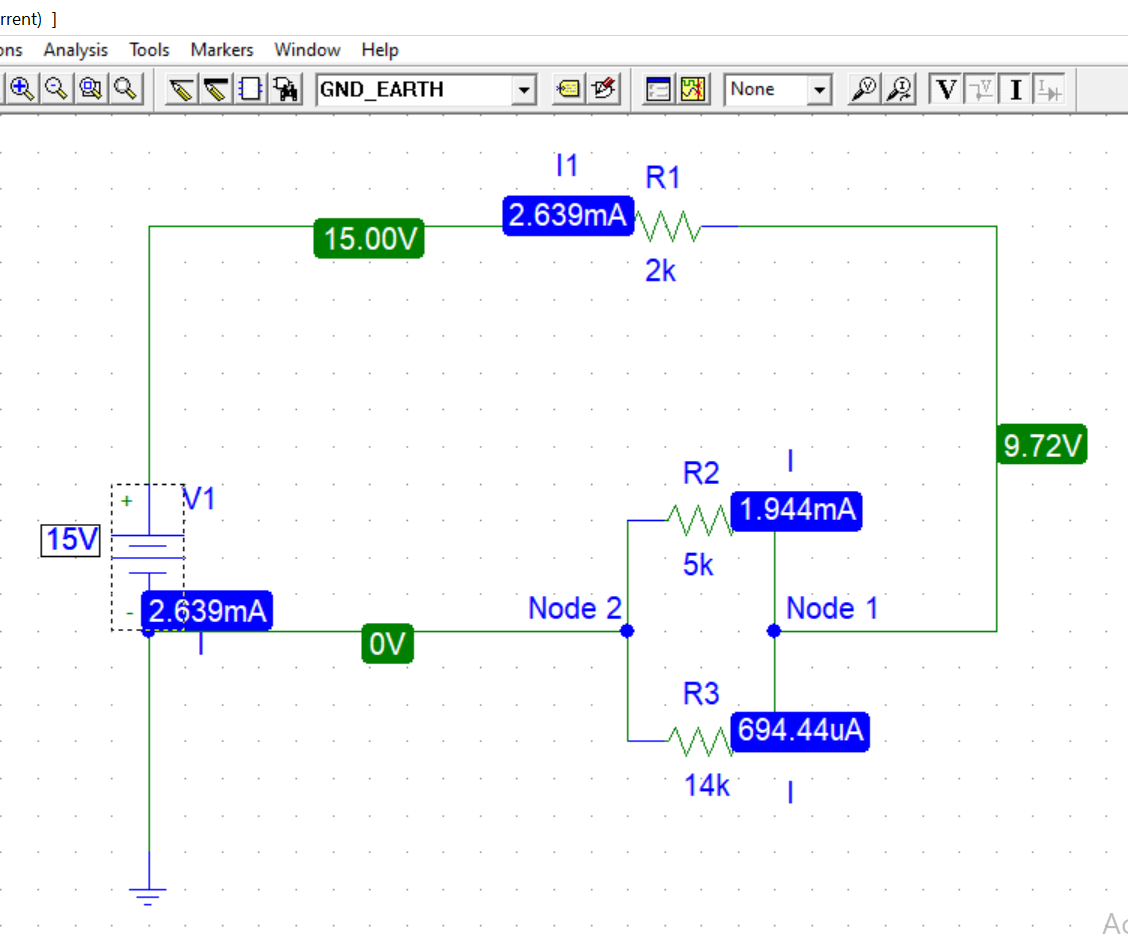 rrent) ]
ons Analysis Tools Markers Window Help
GND_EARTH None V V I I
I1
R1
2.639mA
15.00V
2k
9.72V
I
R2
1.944mA
+ V1
15V
5k
- 2.639mA
Node 2 Node 1
0V
I
R3
694.44uA
14k I
Ac